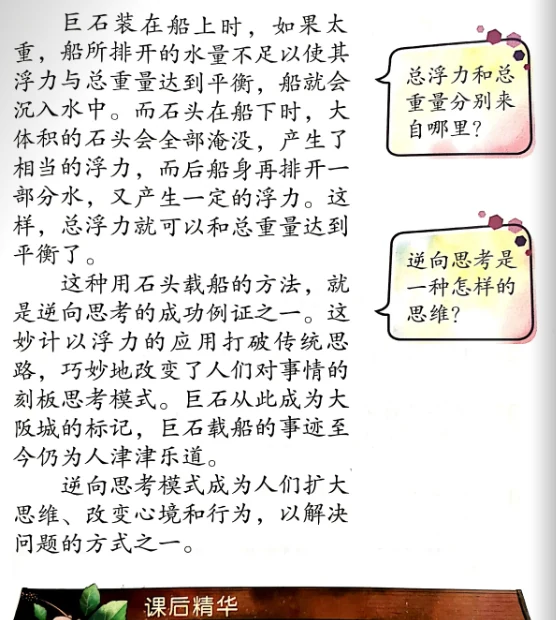 巨石装在船上时，如果太
重，船所排开的水量不足以使其
浮力与总重量达到平衡，船就会
沉入水中。而石头在船下时，大
体积的石头会全部淹没，产生了
相当的浮力，而后船身再排开一
部分水，又产生一定的浮力。这
样，总浮力就可以和总重量达到
平衡了。
这种用石头载船的方法，就
是逆向思考的成功例证之一。这
妙计以浮力的应用打破传统思
路，巧妙地改变了人们对事情的
刻板思考模式。巨石从此成为大
阪城的标记，巨石载船的事迹至
今仍为人津津乐道。
逆向思考模式成为人们扩大
思维、改变心境和行为，以解决
问题的方式之一。
总浮力和总
重量分别来
自哪里？
逆向思考是
一种怎样的
思维？
课后精华